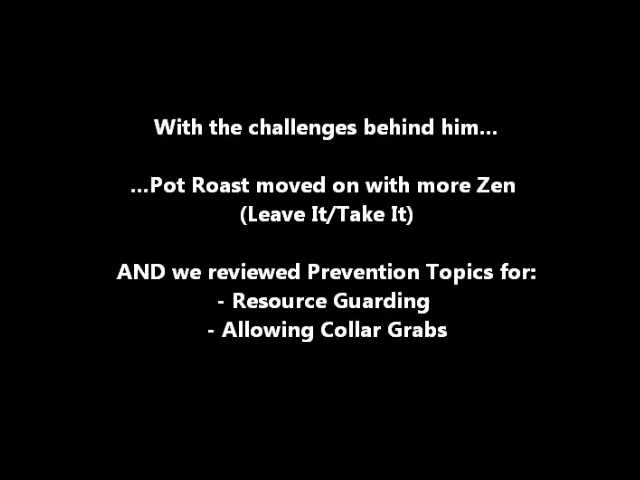 With the challenges behind him...
...Pot Roast moved on with more Zen
(Leave It/Take It)
AND we reviewed Prevention Topics for:
- Resource Guarding
- Allowing Collar Grabs